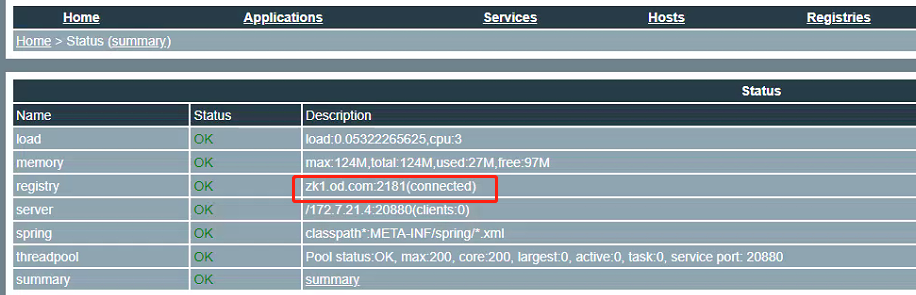 Home Applications Services Hosts Registries
Home > Status (summary)
Status
Name Status Description
load OK load:0.05322265625,cpu:3
memory OK max:124M,total:124M,used:27M,free:97M
registry OK zk1.od.com:2181(connected)
server OK /172.7.21.4:20880(clients:0)
spring OK classpath*:META-INF/spring/*.xml
threadpool OK Pool status:OK, max:200, core:200, largest:0, active:0, task:0, service port: 20880
summary OK summary